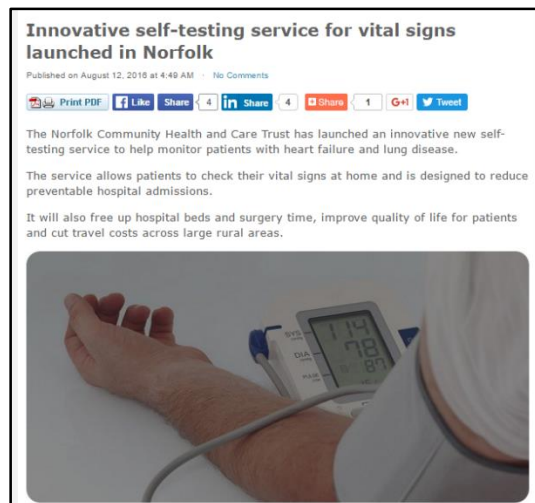 Innovative self-testing service for vital signs
launched in Norfolk
Published on August 12, 2016 at 4:49 AM · No Comments
Print PDF Like Share 4 in Share 4 Share 1 G+1 Tweet
The Norfolk Community Health and Care Trust has launched an innovative new self-
testing service to help monitor patients with heart failure and lung disease.
The service allows patients to check their vital signs at home and is designed to reduce
preventable hospital admissions.
It will also free up hospital beds and surgery time, improve quality of life for patients
and cut travel costs across large rural areas.
SYS 114
DIA 78
87